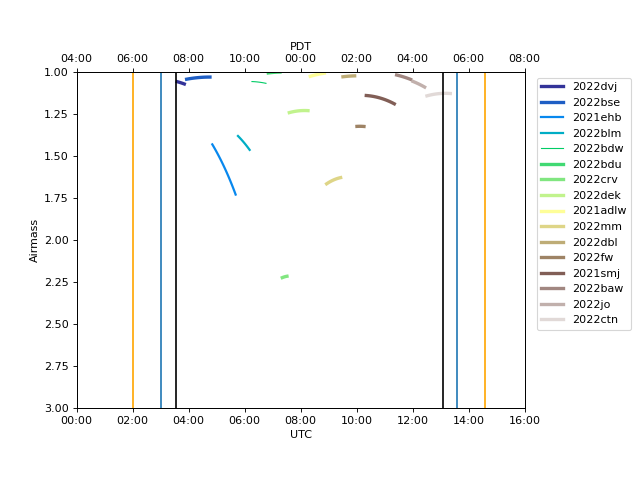 PDT
04:00 06:00 08:00 10:00 00:00 02:00 04:00 06:00 08:00
1.00
1.25
1.50
1.75
2.00
2.25
2.50
2.75
3.00
Airmass
00:00 02:00 04:00 06:00 08:00 10:00 12:00 14:00 16:00
UTC
2022dvj
2022bse
2021ehb
2022blm
2022bdw
2022bdu
2022crv
2022dek
2021adlw
2022mm
2022dbl
2022fw
2021smj
2022baw
2022jo
2022ctn